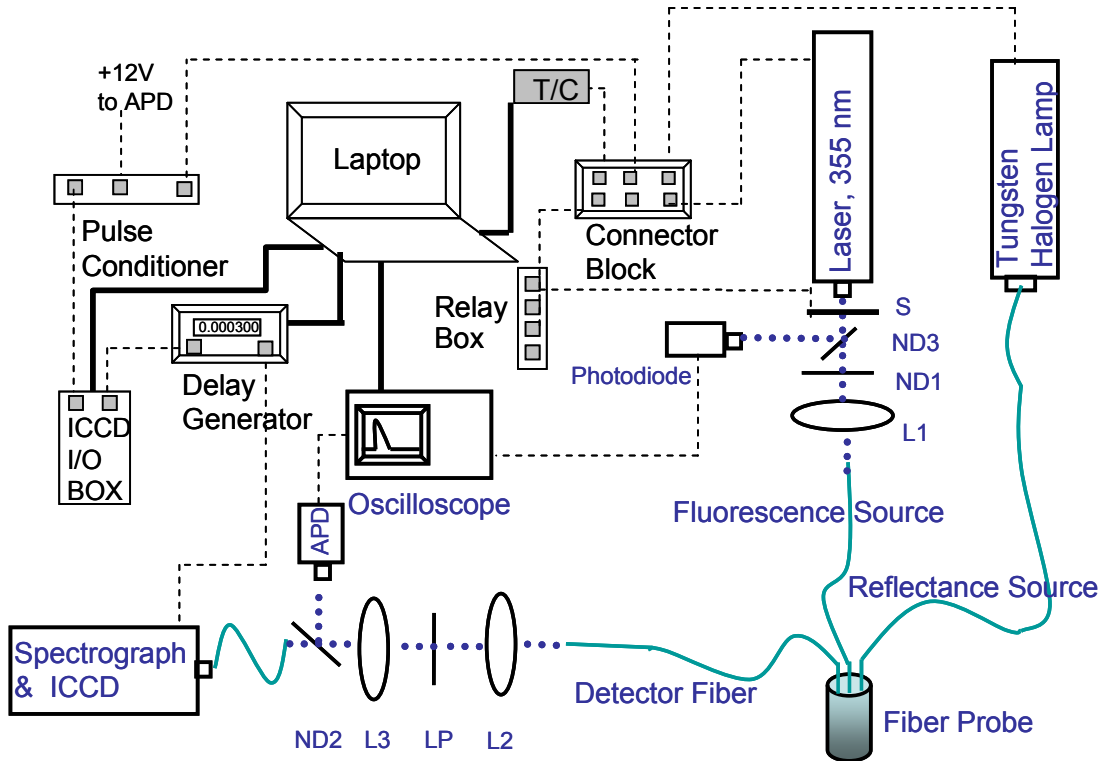 +12V
to APD
T/C
Laptop
Laser, 355 nm
Tungsten
Halogen Lamp
Pulse
Conditioner
Connector
Block
0.000300
Relay
Box
S
ND3
Photodiode
ND1
Delay
Generator
ICCD
I/O
BOX
L1
Oscilloscope
Fluorescence Source
APD
Reflectance Source
Spectrograph
& ICCD
Detector Fiber
Fiber Probe
ND2
L3
LP
L2